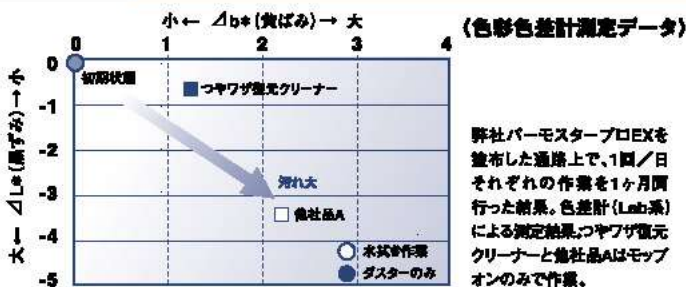 小← ⊿b*(黄ばみ)→ 大
(色彩色差計測定データ)
0 1 2 3 4
大← ⊿L*(黒ずみ)→小
0
-1
-2
-3
-4
-5
初期状態
つやワザ復元クリーナー
汚れ大
他社品A
水拭き作業
ダスターのみ
弊社パーモスタープロEXを
塗布した通路上で、1回/日
それぞれの作業を1ヶ月間
行った結果。色差計(Lab系)
による測定結果。つやワザ復元
クリーナーと他社品Aはモップ
オンのみで作業。